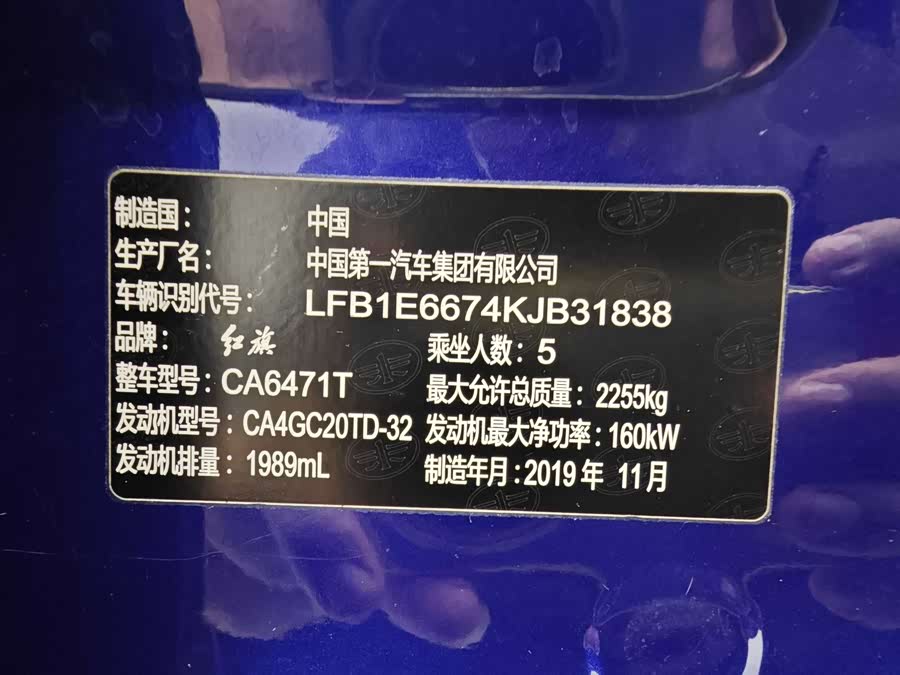 制造国： 中国
生产厂名： 中国第一汽车集团有限公司
车辆识别代号： LFB1E6674KJB31838
品牌： 红旗 乘坐人数：5
整车型号：CA6471T 最大允许总质量：2255kg
发动机型号：CA4GC20TD-32 发动机最大净功率：160kW
发动机排量：1989mL 制造年月：2019年 11月